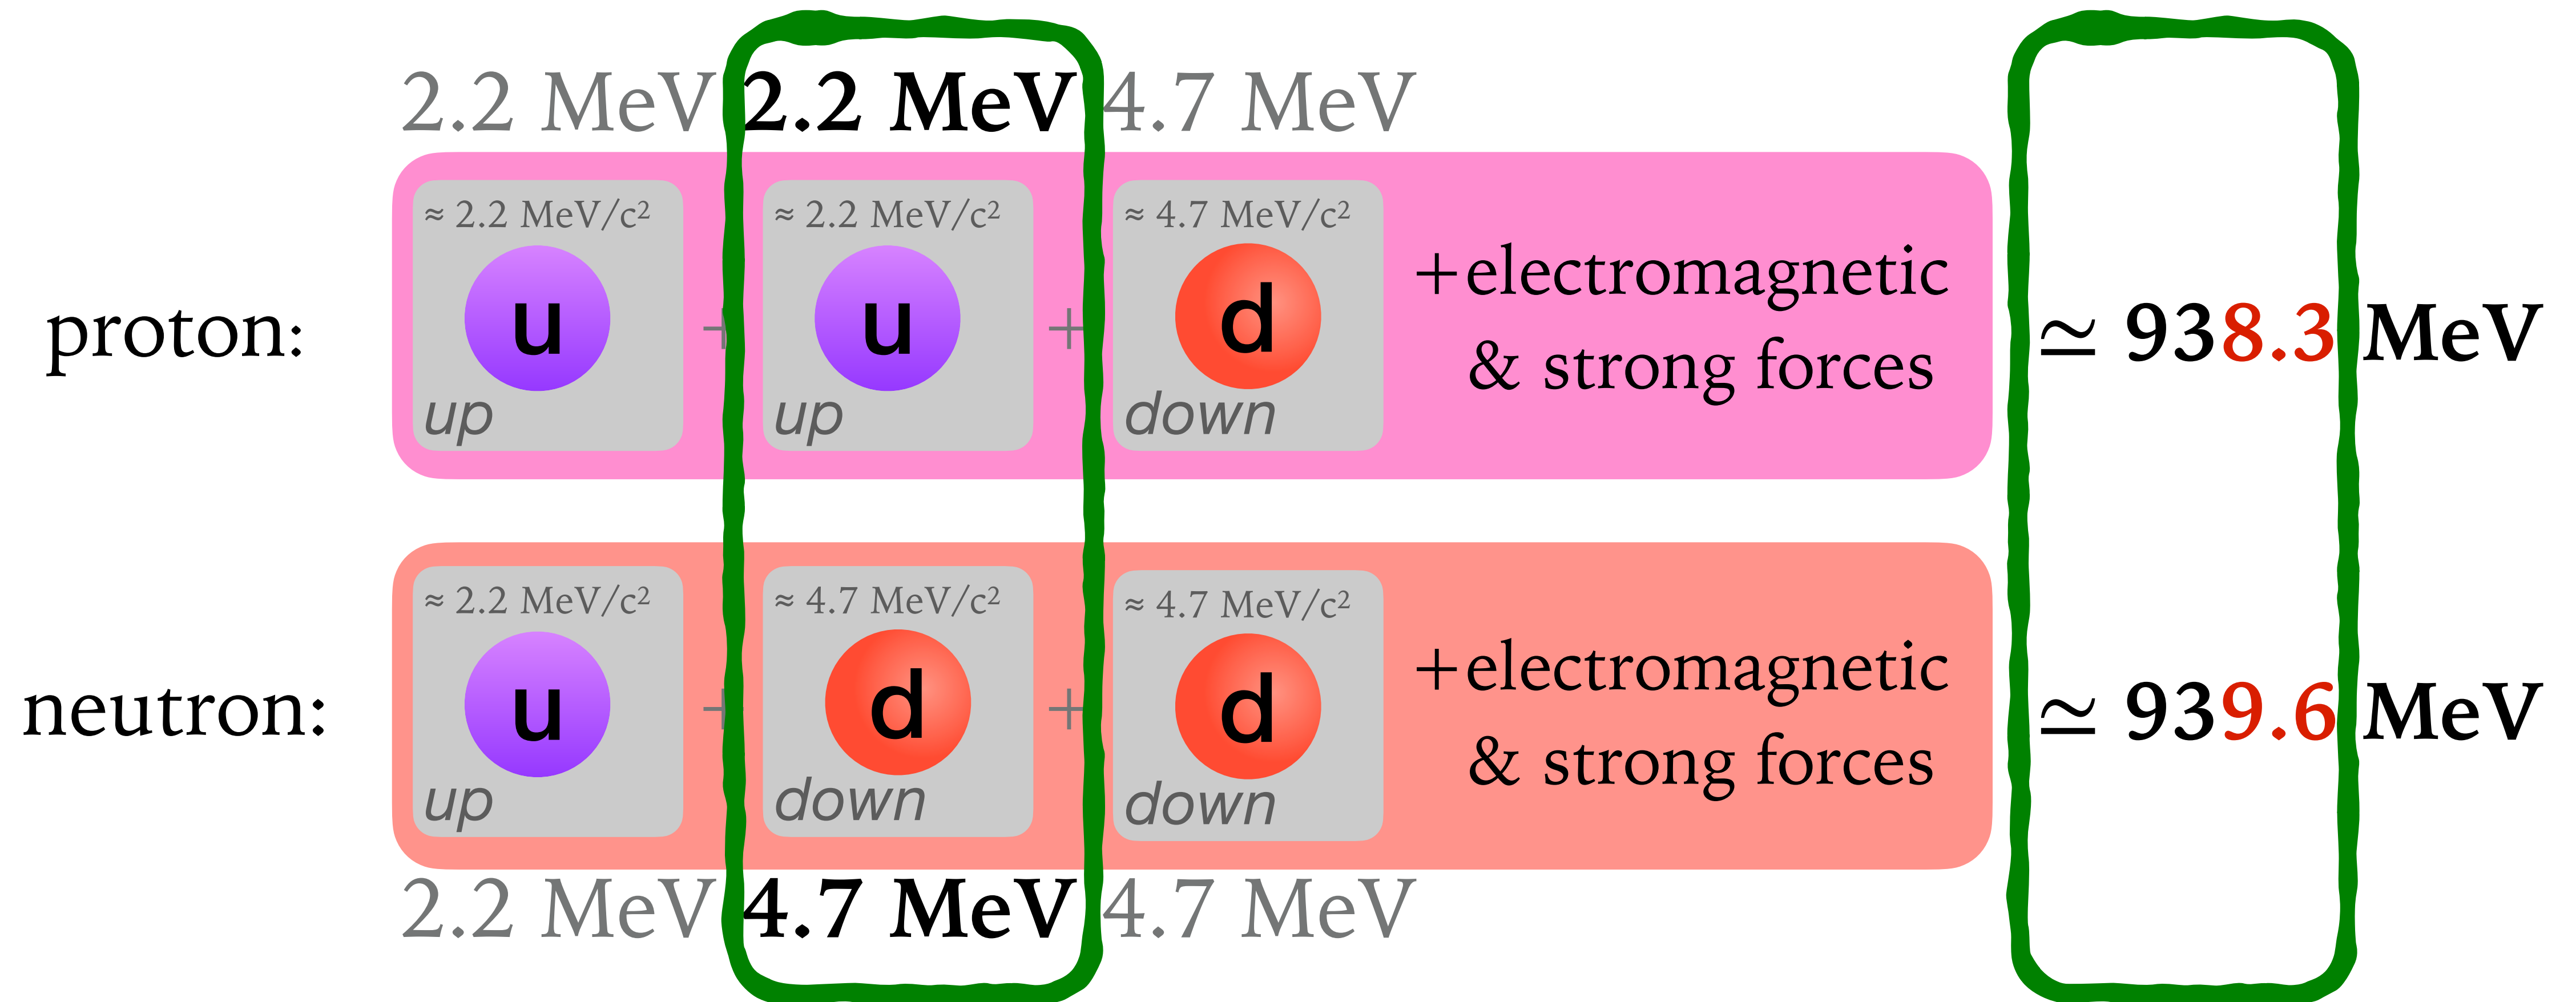 2.2 MeV 2.2 MeV 4.7 MeV
≈ 2.2 MeV/c² ≈ 2.2 MeV/c² ≈ 4.7 MeV/c²
proton: u + u + d +electromagnetic ≃ 938.3 MeV
& strong forces
up up down
≈ 2.2 MeV/c² ≈ 4.7 MeV/c² ≈ 4.7 MeV/c²
neutron: u + d + d +electromagnetic ≃ 939.6 MeV
& strong forces
up down down
2.2 MeV 4.7 MeV 4.7 MeV